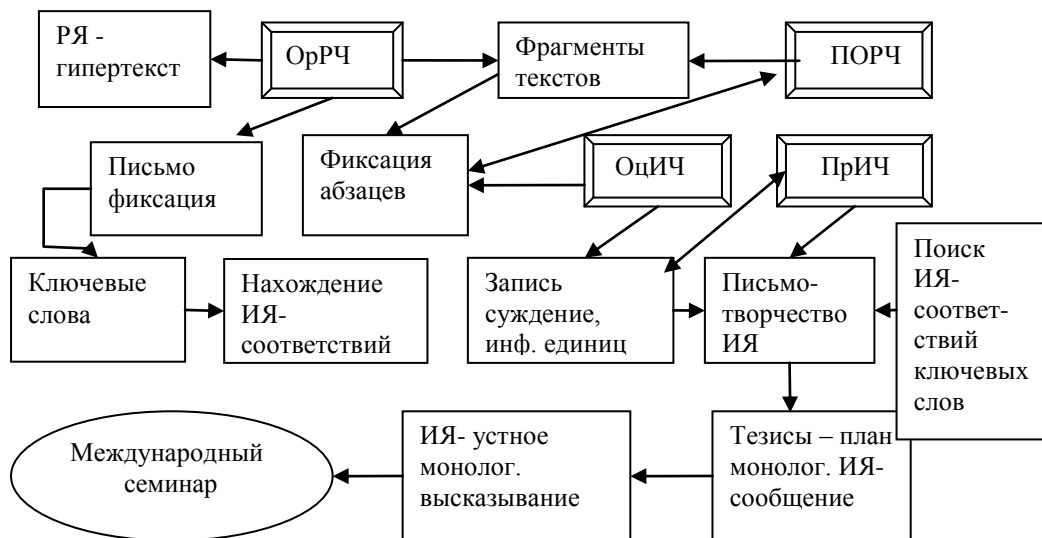 РЯ -
гипертекст
ОрРЧ
Фрагменты
текстов
ПОРЧ
Письмо
фиксация
Фиксация
абзацев
ОцИЧ
ПрИЧ
Ключевые
слова
Нахождение
ИЯ-
соответствий
Запись
суждение,
инф. единиц
Письмо-
творчество
ИЯ
Поиск
ИЯ-
соответ-
ствий
ключевых
слов
Международный
семинар
ИЯ- устное
монолог.
высказывание
Тезисы – план
монолог. ИЯ-
сообщение